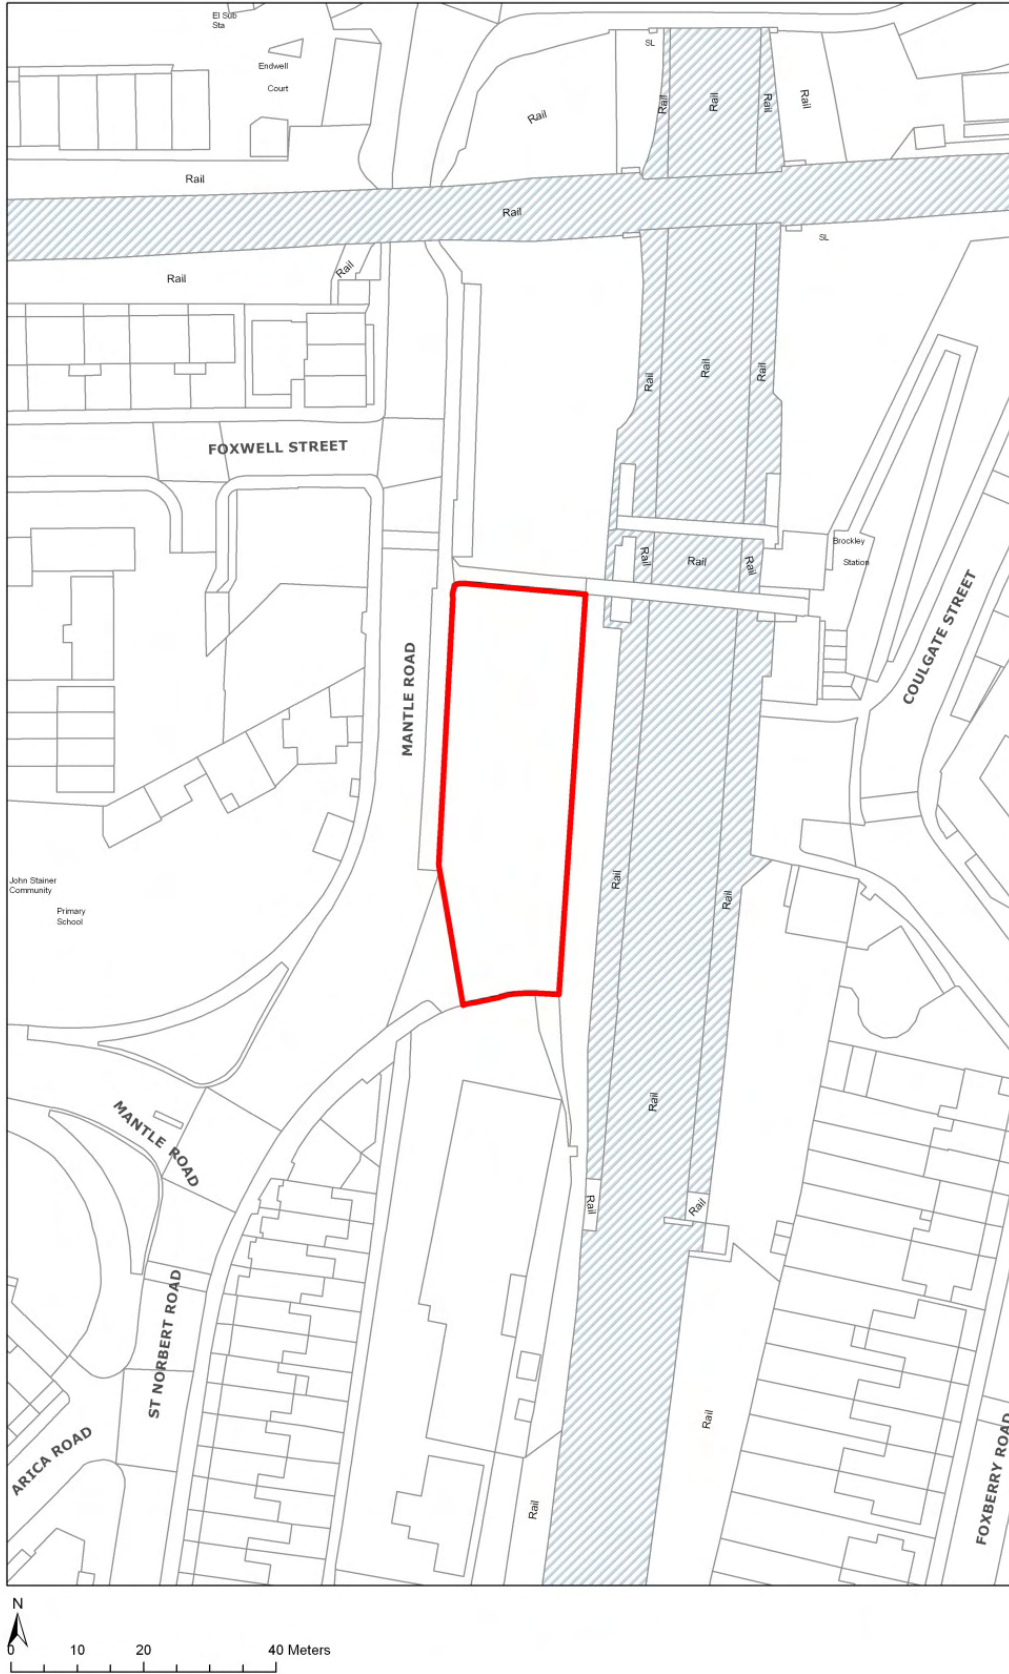 El Sub
Sta
SL
Endwell
Court
Rail
Rail
Rail
Rail
Rail
Rail
Rail
SL
Rail
Rail
Rail
Rail
Rail
FOXWELL STREET
Brockley
Station
Rail
Rail
Rail
COULGATE STREET
MANTLE ROAD
John Stainer
Community
Primary
School
Rail
Rail
Rail
MANTLE ROAD
Rail
Rail
ST NORBERT ROAD
Rail
ARICA ROAD
FOXBERRY ROAD
Rail
N
0 10 20 40 Meters